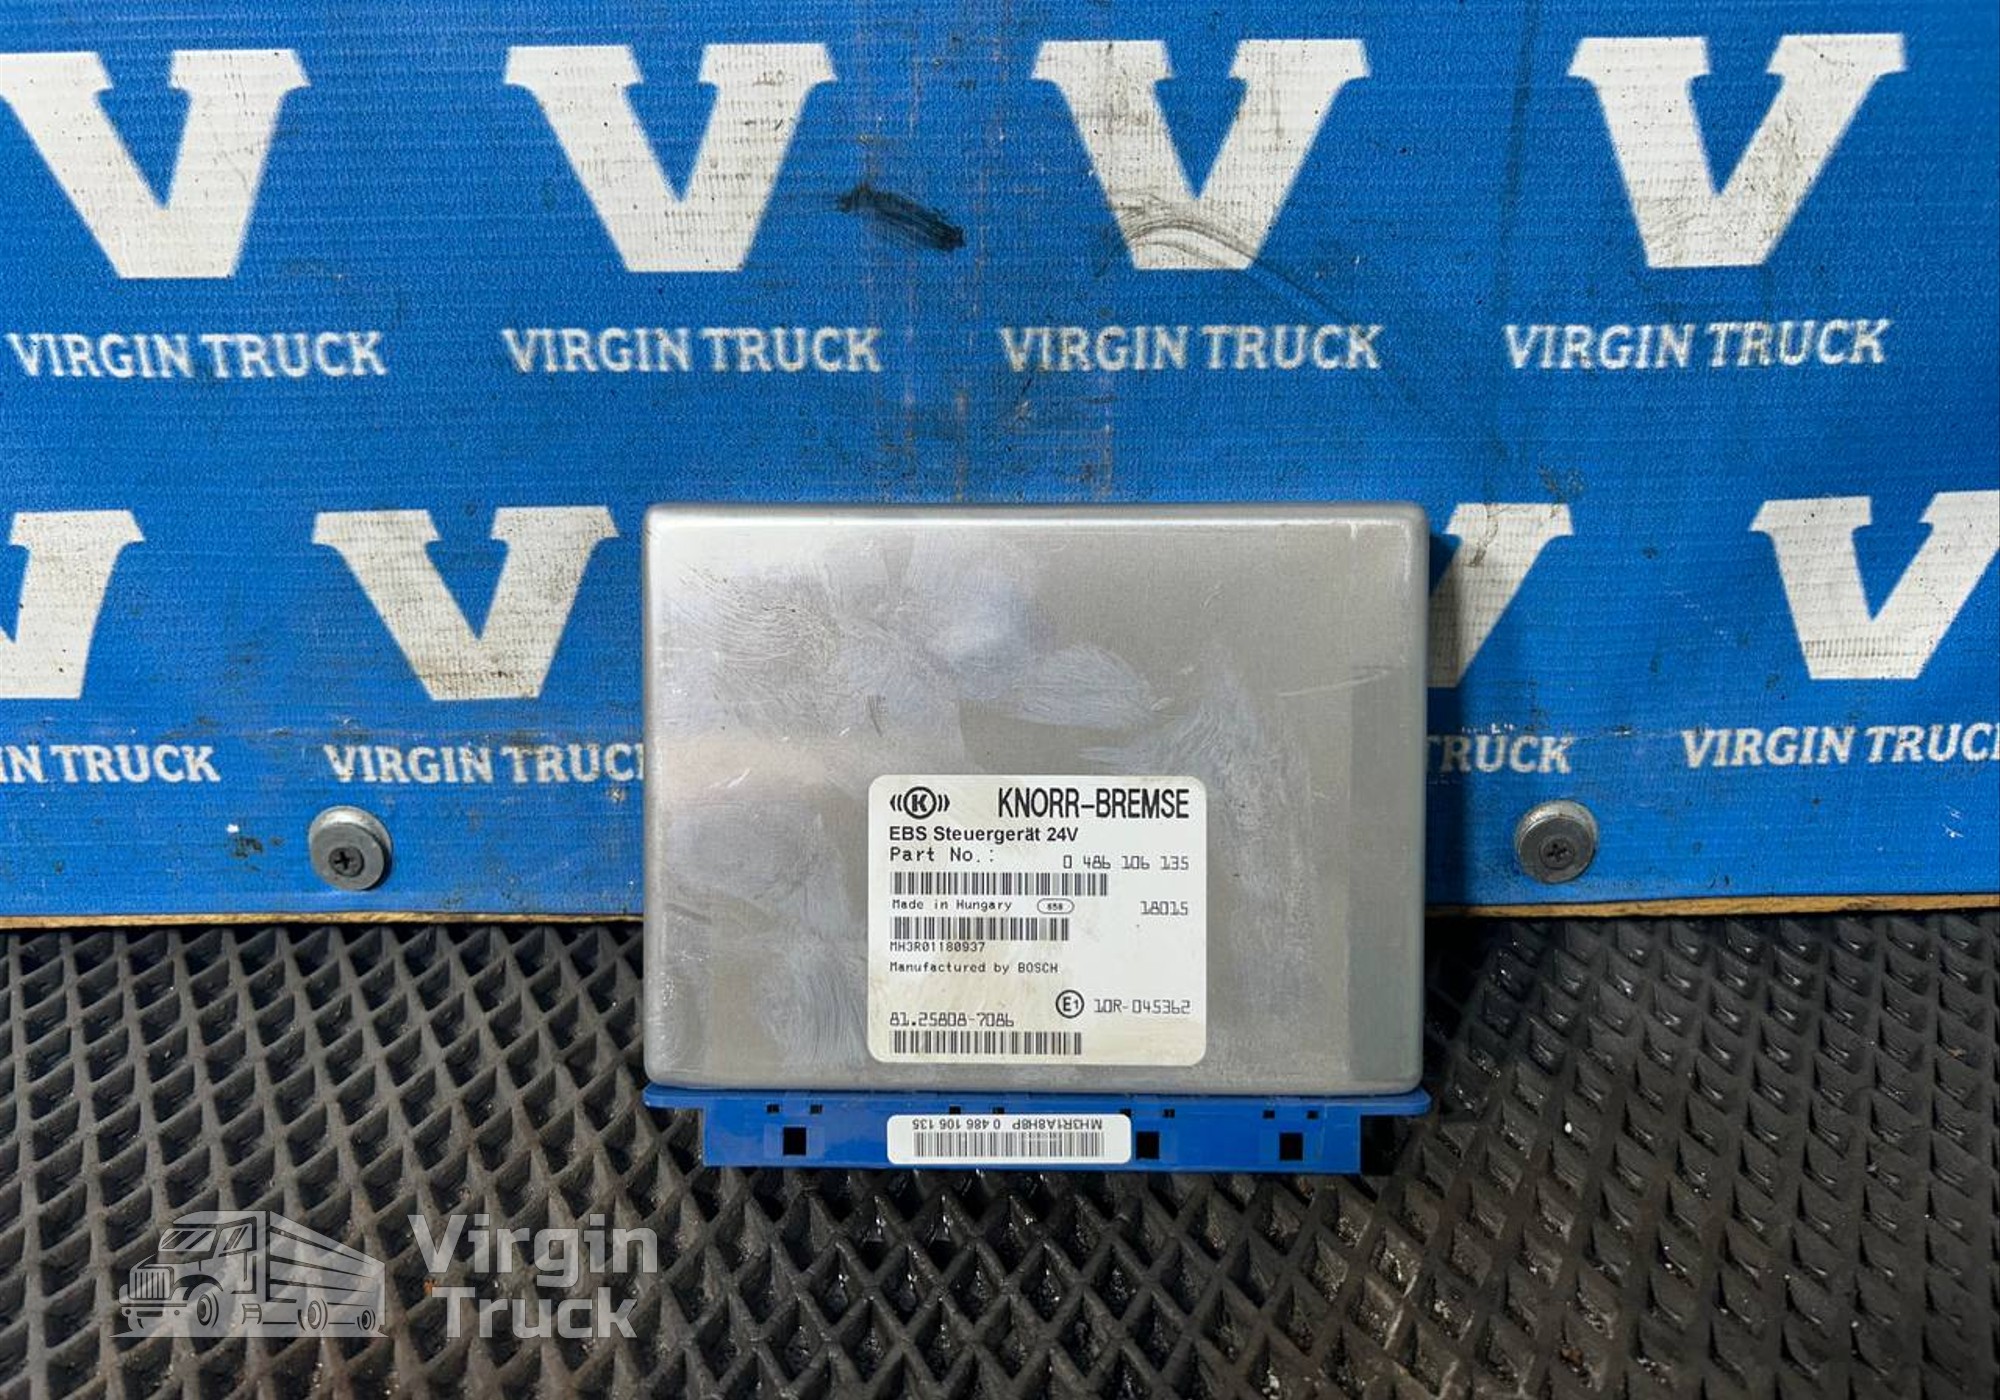 V V V V
VIRGIN TRUCK VIRGIN TRUCK VIRGIN TRUCK VIRGIN TRUCK
V V V V
IN TRUCK VIRGIN TRUC TRUCK VIRGIN TRUC
K KNORR-BREMSE
EBS Steuergerät 24V
Part No.: 0 486 106 135
Made in Hungary 658 18015
MH3R01180937
Manufactured by BOSCH
E1 10R-045362
81.25808-7086
MH3R1A8H8P 0 486 106 135
Virgin
Truck